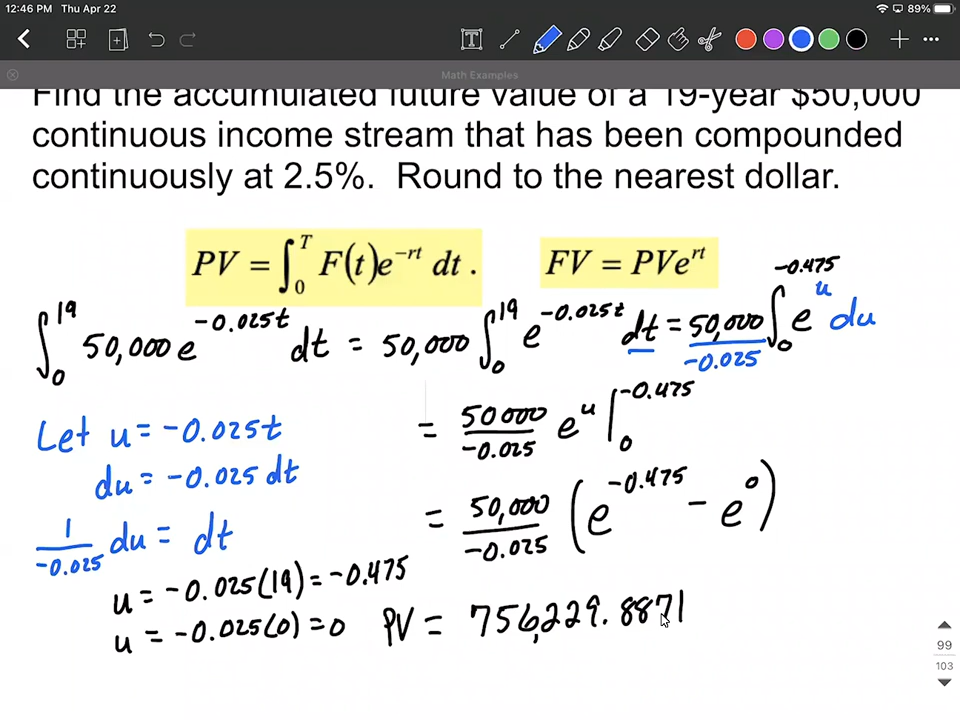 12:46 PM Thu Apr 22 89%
Math Examples
Find the accumulated future value of a 19-year $50,000
continuous income stream that has been compounded
continuously at 2.5%. Round to the nearest dollar.
PV = ∫₀ᵀ F(t)e^(-rt) dt. FV = PVe^(rt)
∫₀¹⁹ 50,000 e^(-0.025t) dt = 50,000 ∫₀¹⁹ e^(-0.025t) dt = 50,000/-0.025 ∫₀^(-0.475) e^u du
Let u = -0.025t
du = -0.025 dt
1/-0.025 du = dt
u = -0.025(19) = -0.475
u = -0.025(0) = 0
= 50000/-0.025 e^u |₀^(-0.475)
= 50,000/-0.025 (e^(-0.475) - e^0)
PV = 756,229.8871
99
103